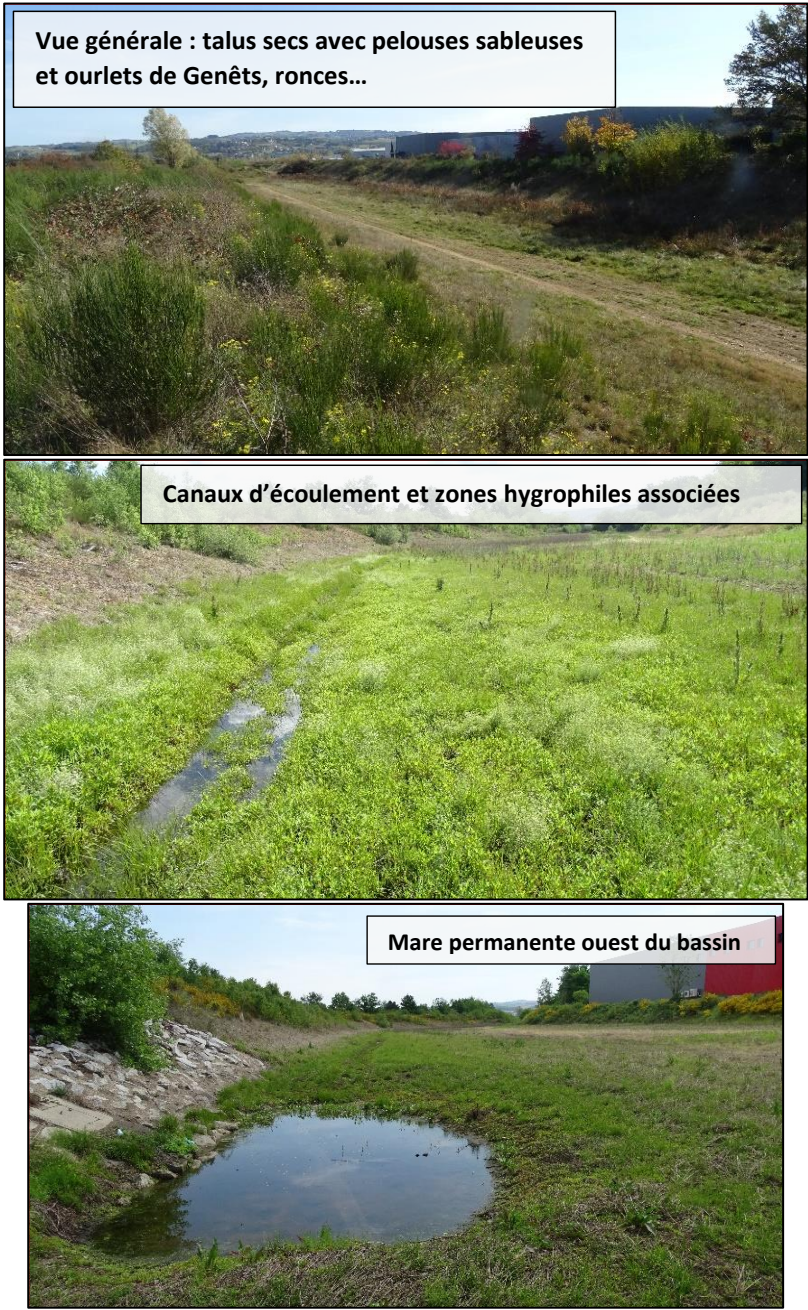 Vue générale : talus secs avec pelouses sableuses
et ourlets de Genêts, ronces…
Canaux d'écoulement et zones hygrophiles associées
Mare permanente ouest du bassin